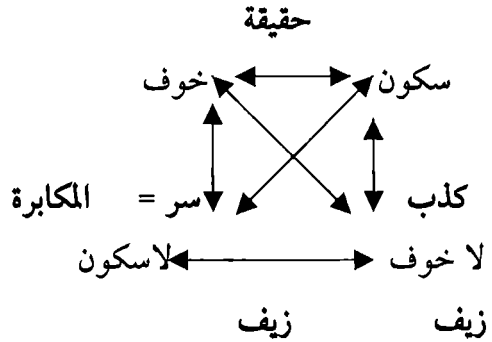 حقيقة
سكون خوف
كذب سر = المكابرة
لا خوف لاسكون
زيف زيف